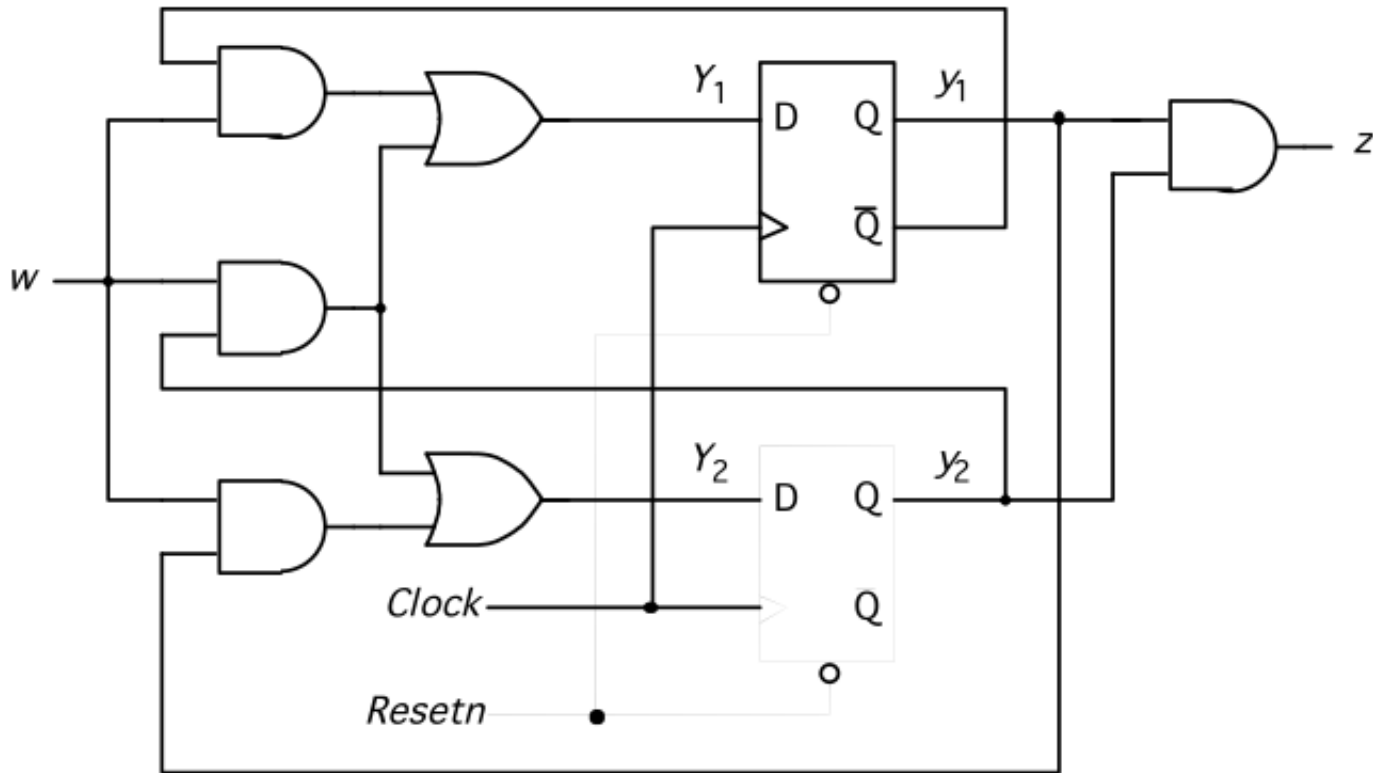 Y₁ D Q y₁ z
Q̅
w
Y₂ D Q y₂
Clock Q
Resetn